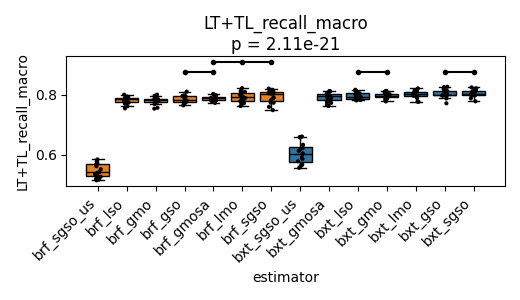 LT+TL_recall_macro
p = 2.11e-21
LT+TL_recall_macro
0.8
0.6
brf_sgso_us
brf_lso
brf_gmo
brf_gso
brf_gmosa
brf_lmo
brf_sgso
bxt_sgso_us
bxt_gmosa
bxt_lso
bxt_gmo
bxt_lmo
bxt_gso
bxt_sgso
estimator